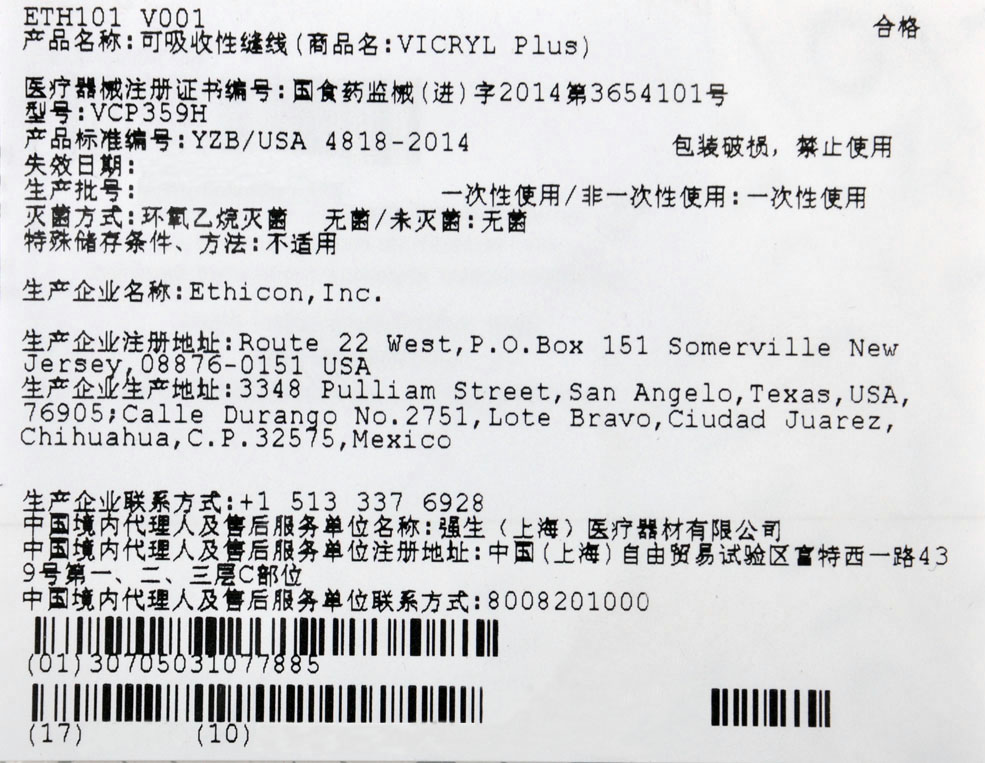 ETH101 V001
合格
产品名称:可吸收性缝线(商品名:VICRYL Plus)
医疗器械注册证书编号:国食药监械(进)字2014第3654101号
型号:VCP359H
产品标准编号:YZB/USA 4818-2014
包装破损，禁止使用
失效日期:
生产批号:
一次性使用/非一次性使用:一次性使用
灭菌方式:环氧乙烷灭菌 无菌/未灭菌:无菌
特殊储存条件、方法:不适用
生产企业名称:Ethicon,Inc.
生产企业注册地址:Route 22 West,P.O.Box 151 Somerville New
Jersey,08876-0151 USA
生产企业生产地址:3348 Pulliam Street,San Angelo,Texas,USA,
76905;Calle Durango No.2751,Lote Bravo,Ciudad Juarez,
Chihuahua,C.P.32575,Mexico
生产企业联系方式:+1 513 337 6928
中国境内代理人及售后服务单位名称:强生（上海）医疗器材有限公司
中国境内代理人及售后服务单位注册地址:中国(上海)自由贸易试验区富特西一路43
9号第一、二、三层C部位
中国境内代理人及售后服务单位联系方式:8008201000
(01)30705031077885
(17) (10)